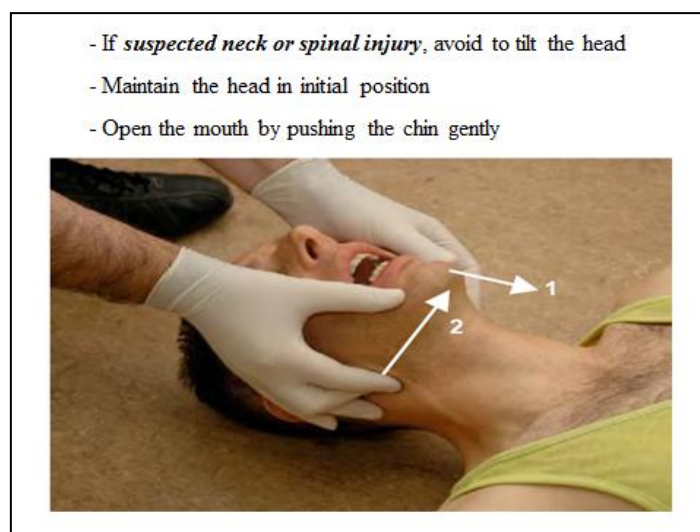 - If suspected neck or spinal injury, avoid to tilt the head
- Maintain the head in initial position
- Open the mouth by pushing the chin gently
1
2